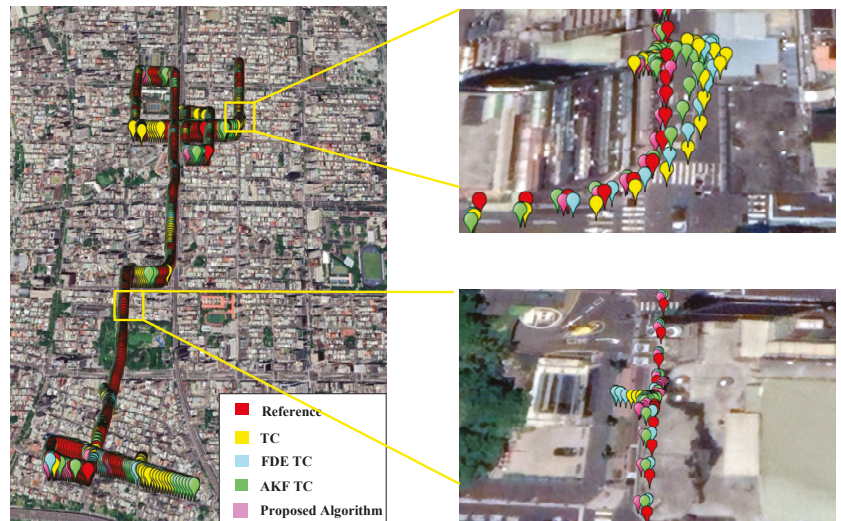 Reference
TC
FDE TC
AKF TC
Proposed Algorithm